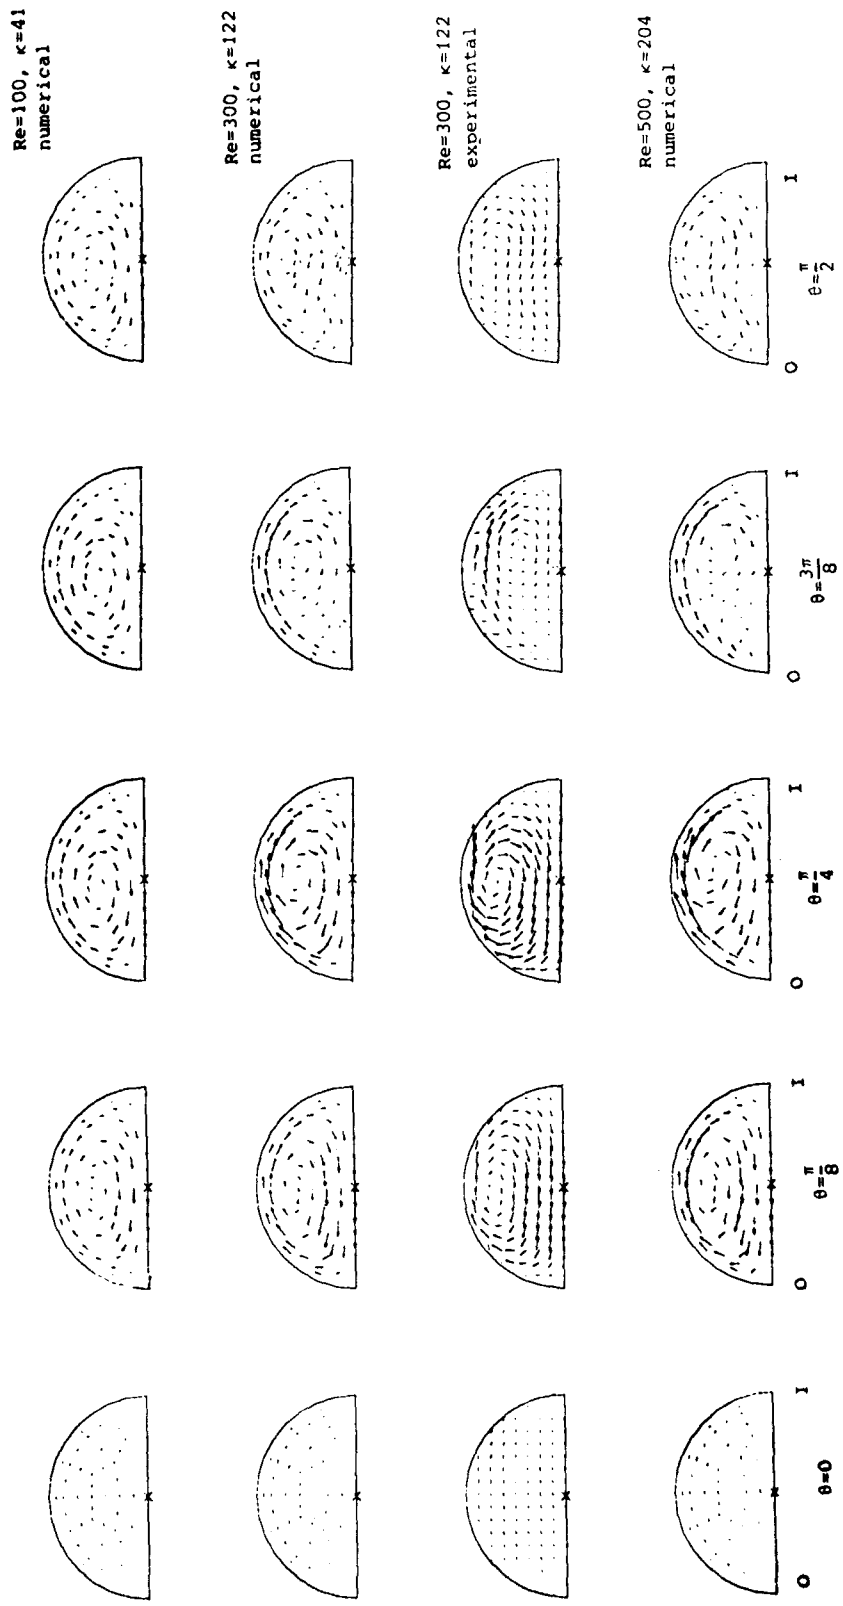 Re=100, κ=41
numerical
Re=300, κ=122
numerical
Re=300, κ=122
experimental
Re=500, κ=204
numerical
O I
θ=0
O I
θ=π/8
O I
θ=π/4
O I
θ=3π/8
O I
θ=π/2